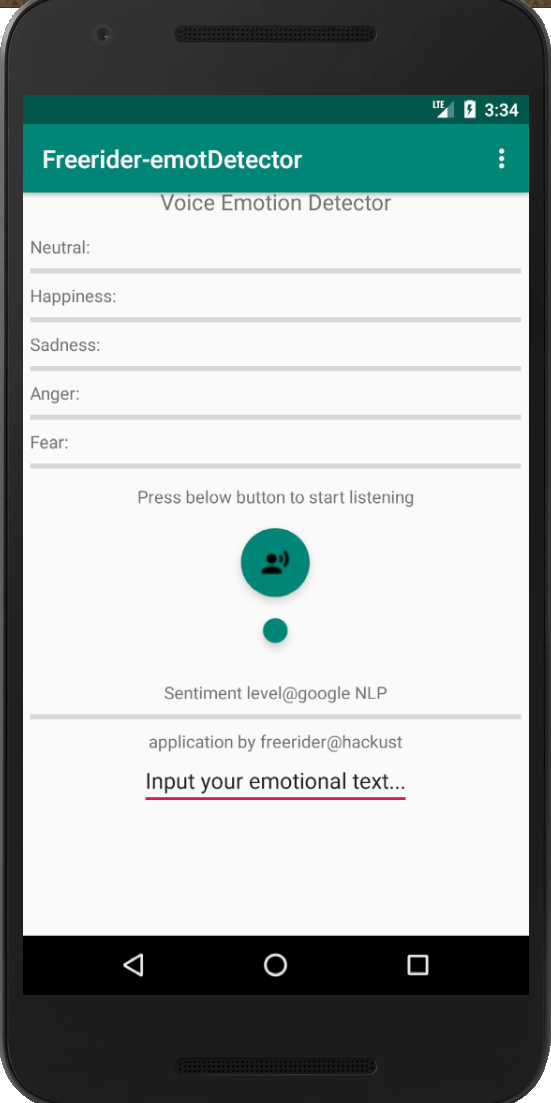 LTE 3:34
Freerider-emotDetector
Voice Emotion Detector
Neutral:
Happiness:
Sadness:
Anger:
Fear:
Press below button to start listening
Sentiment level@google NLP
application by freerider@hackust
Input your emotional text...